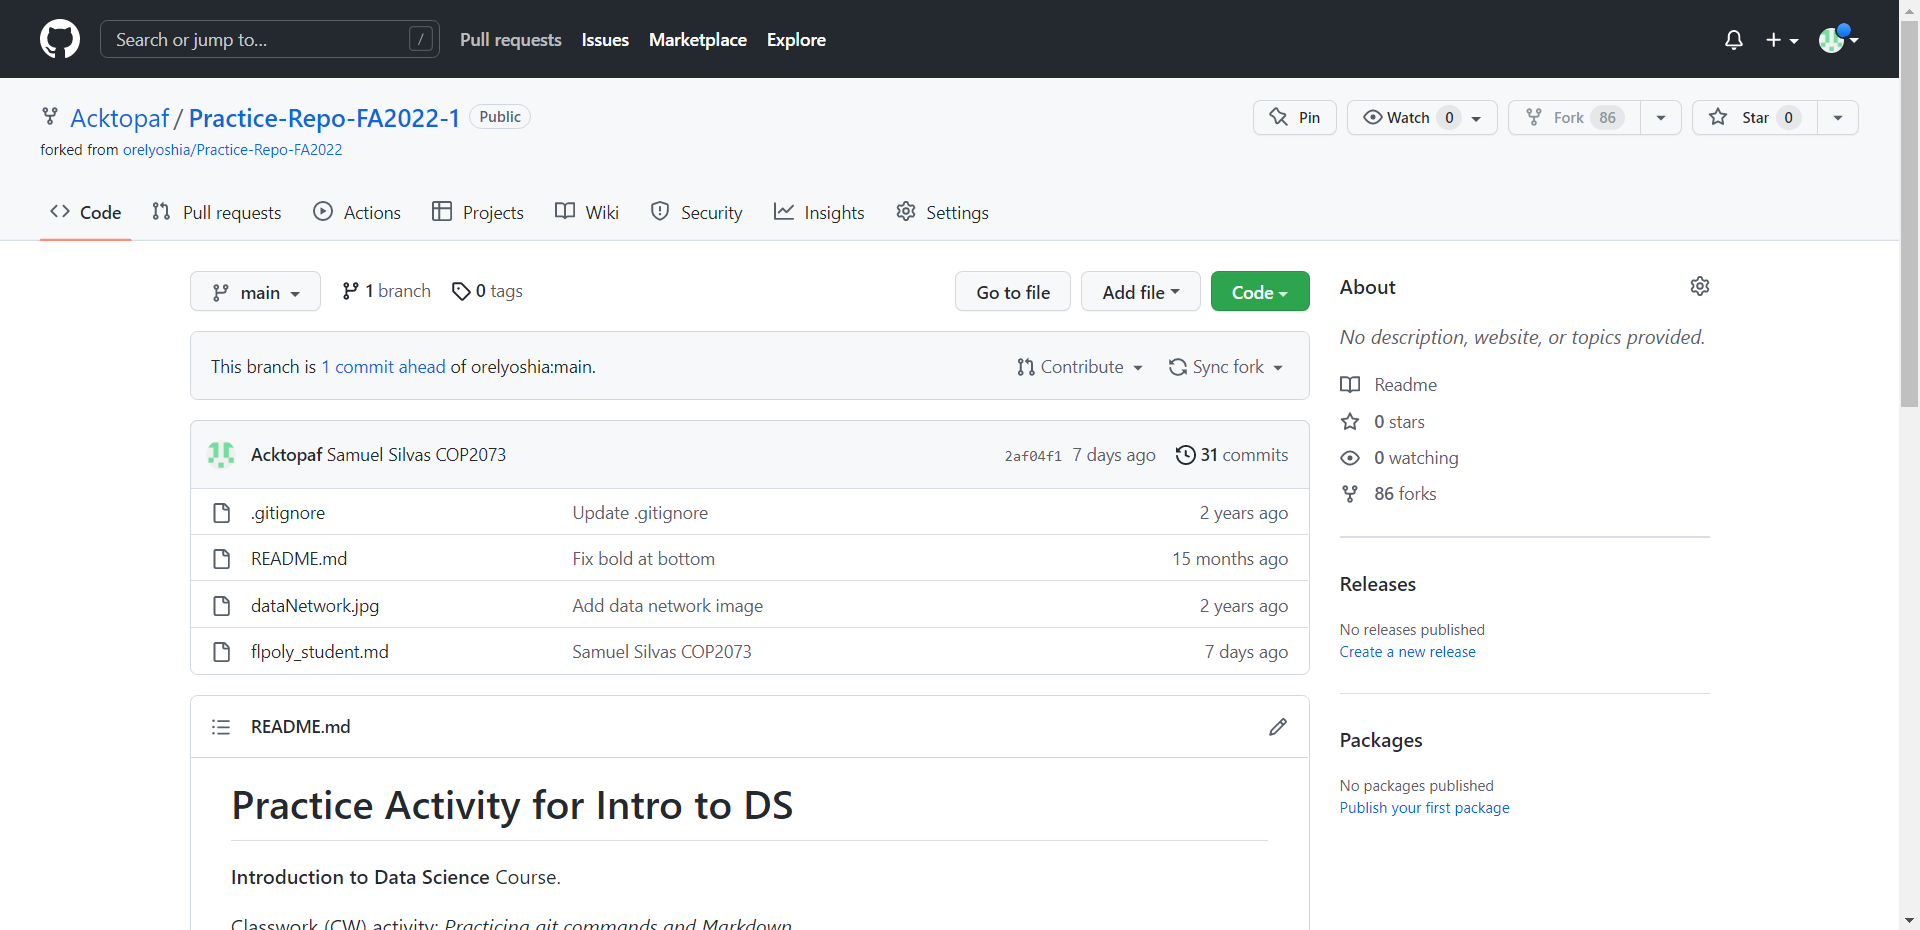 Search or jump to... / Pull requests Issues Marketplace Explore
Acktopaf / Practice-Repo-FA2022-1 Public Pin Watch 0 Fork 86 Star 0
forked from orelyoshia/Practice-Repo-FA2022
Code Pull requests Actions Projects Wiki Security Insights Settings
main 1 branch 0 tags Go to file Add file Code
This branch is 1 commit ahead of orelyoshia:main. Contribute Sync fork
Acktopaf Samuel Silvas COP2073 2af04f1 7 days ago 31 commits
.gitignore Update .gitignore 2 years ago
README.md Fix bold at bottom 15 months ago
dataNetwork.jpg Add data network image 2 years ago
flpoly_student.md Samuel Silvas COP2073 7 days ago
README.md
Practice Activity for Intro to DS
Introduction to Data Science Course.
Classwork (CW) activity: Practicing git commands and Markdown
About
No description, website, or topics provided.
Readme
0 stars
0 watching
86 forks
Releases
No releases published
Create a new release
Packages
No packages published
Publish your first package